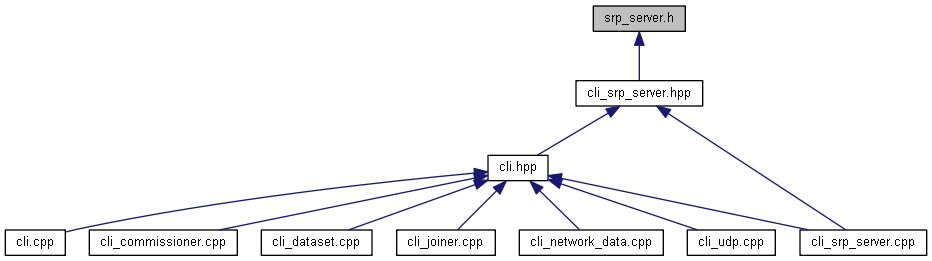 srp_server.h
cli_srp_server.hpp
cli.hpp
cli.cpp
cli_commissioner.cpp
cli_dataset.cpp
cli_joiner.cpp
cli_network_data.cpp
cli_udp.cpp
cli_srp_server.cpp